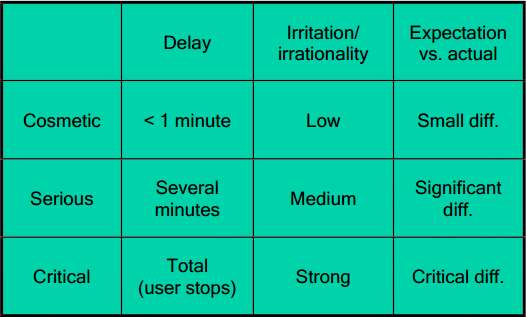 Delay
Irritation/
irrationality
Expectation
vs. actual
Cosmetic
< 1 minute
Low
Small diff.
Serious
Several
minutes
Medium
Significant
diff.
Critical
Total
(user stops)
Strong
Critical diff.